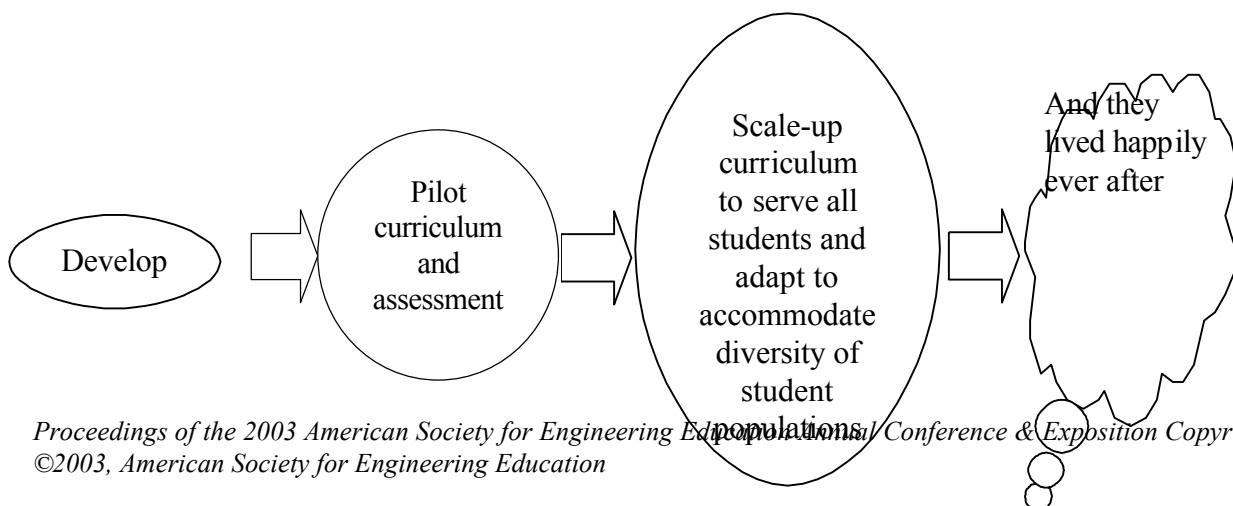 Develop
Pilot
curriculum
and
assessment
Scale-up
curriculum
to serve all
students and
adapt to
accommodate
diversity of
student
populations
And they
lived happily
ever after
Proceedings of the 2003 American Society for Engineering Education Annual Conference & Exposition Copyr
©2003, American Society for Engineering Education